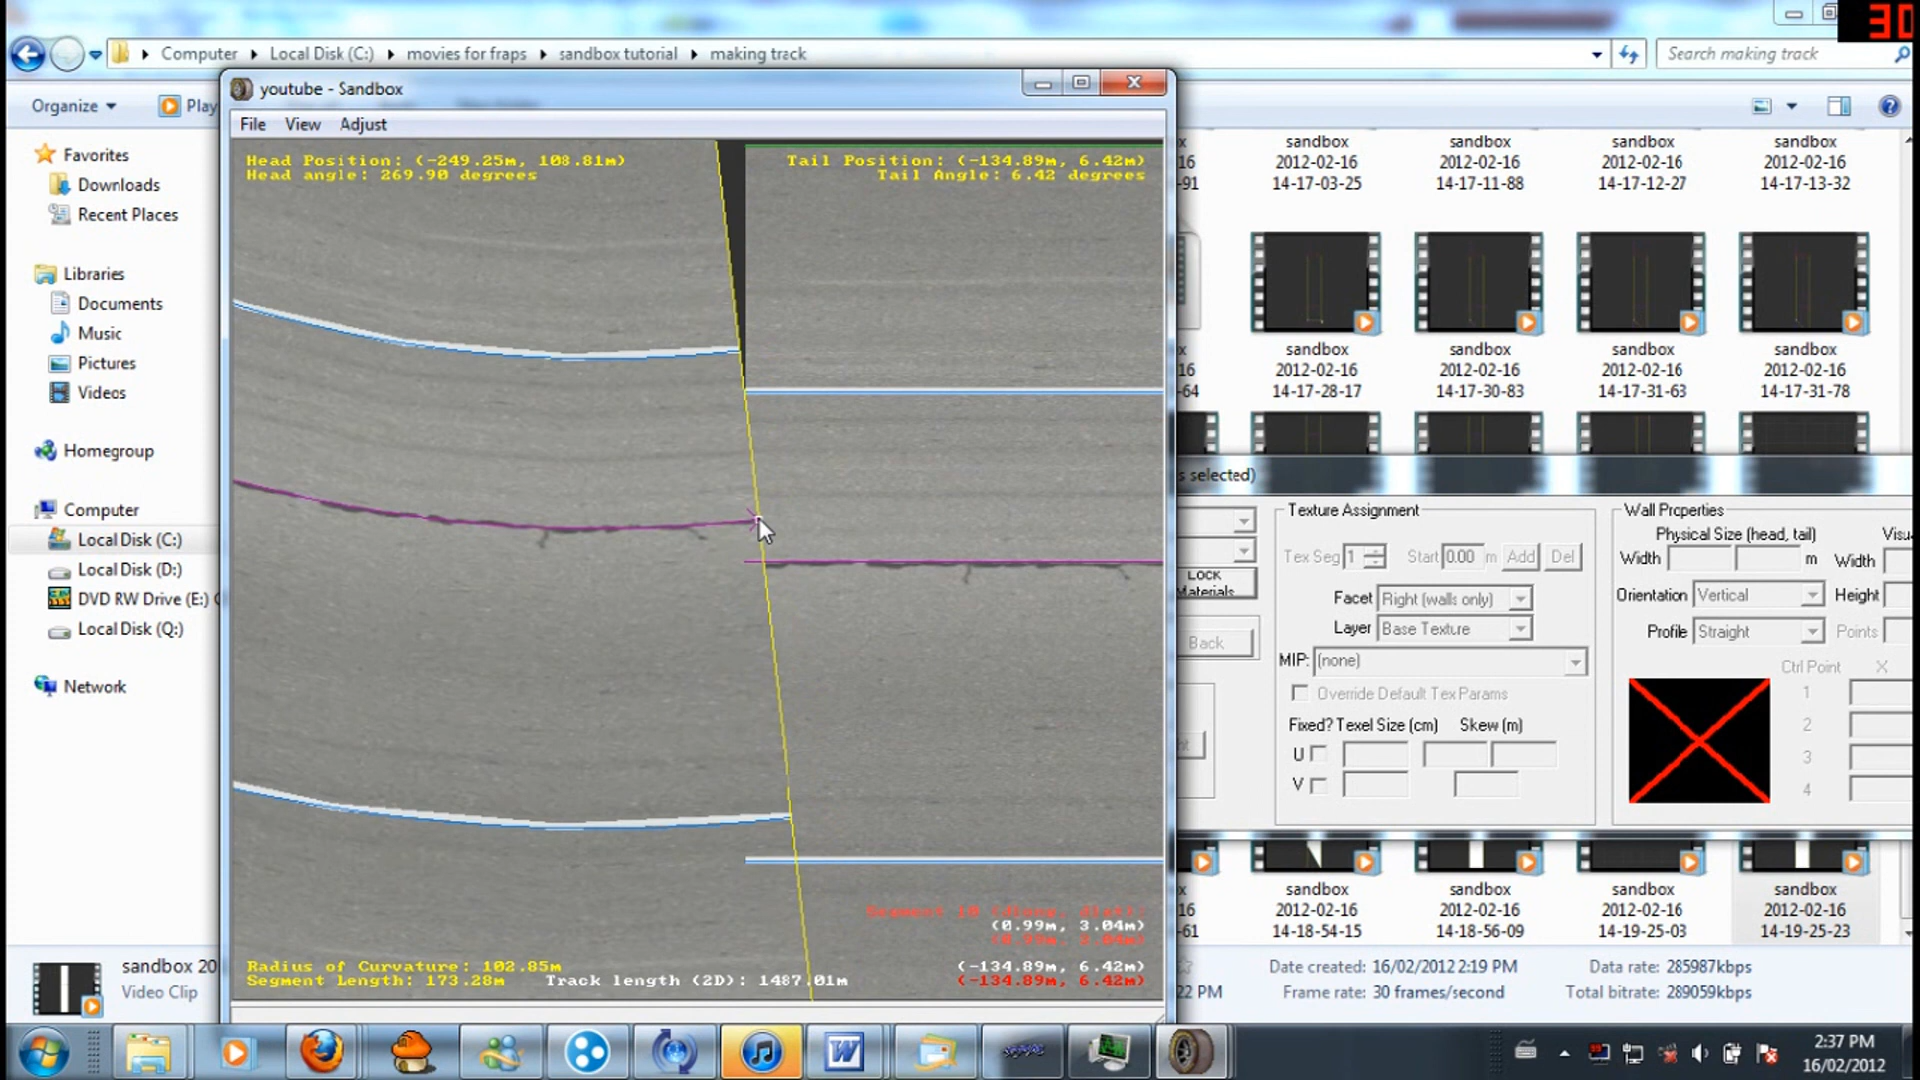 30
Computer Local Disk (C:) movies for fraps sandbox tutorial making track
Search making track
Organize
Play
Favorites
Downloads
Recent Places
Libraries
Documents
Music
Pictures
Videos
Homegroup
Computer
Local Disk (C:)
Local Disk (D:)
DVD RW Drive (E:)
Local Disk (Q:)
Network
youtube - Sandbox
File View Adjust
Head Position: (-249.25m, 108.81m)
Head angle: 269.90 degrees
Tail Position: (-134.89m, 6.42m)
Tail Angle: 6.42 degrees
(0.99m, 3.04m)
(-134.89m, 6.42m)
(-134.89m, 6.42m)
Radius of Curvature: 102.85m
Segment Length: 173.28m
Track length (2D): 1487.01m
sandbox
2012-02-16
14-17-03-25
sandbox
2012-02-16
14-17-11-88
sandbox
2012-02-16
14-17-12-27
sandbox
2012-02-16
14-17-13-32
sandbox
2012-02-16
14-17-28-17
sandbox
2012-02-16
14-17-30-83
sandbox
2012-02-16
14-17-31-63
sandbox
2012-02-16
14-17-31-78
s selected)
LOCK
Materials
Back
Texture Assignment
Tex Seg 1 Start 0.00 m Add Del
Facet Right (walls only)
Layer Base Texture
MIP: (none)
Override Default Tex Params
Fixed? Texel Size (cm) Skew (m)
U
V
Wall Properties
Physical Size (head, tail)
Width m Width
Orientation Vertical Height
Profile Straight Points
Ctrl Point X
1
2
3
4
sandbox
2012-02-16
14-18-54-15
sandbox
2012-02-16
14-18-56-09
sandbox
2012-02-16
14-19-25-03
sandbox
2012-02-16
14-19-25-23
sandbox 20
Video Clip
22 PM
Date created: 16/02/2012 2:19 PM
Frame rate: 30 frames/second
Data rate: 285987kbps
Total bitrate: 289059kbps
2:37 PM
16/02/2012